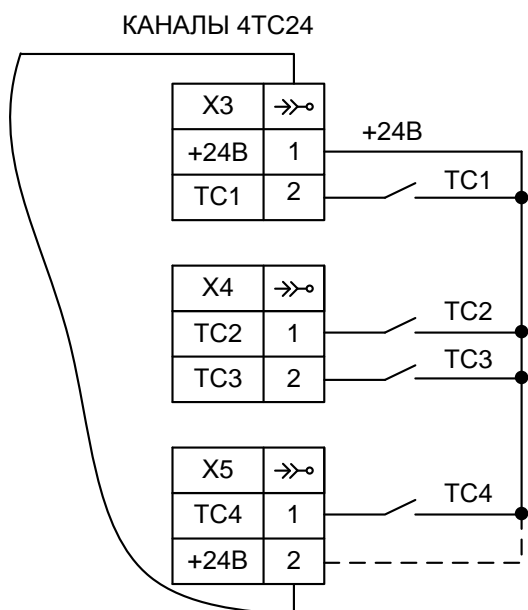 КАНАЛЫ 4ТС24
X3
+24В 1 +24В
ТС1 2 ТС1
X4
ТС2 1 ТС2
ТС3 2 ТС3
X5
ТС4 1 ТС4
+24В 2